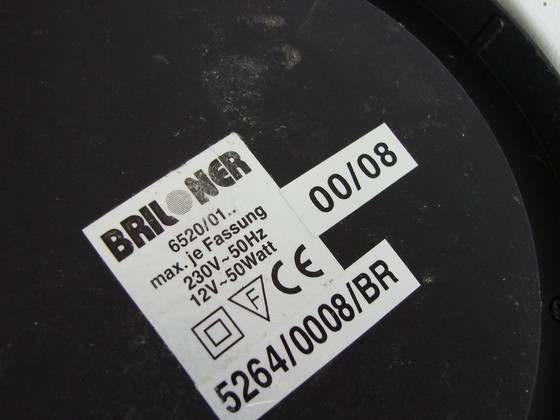 BRILONER
6520/01..
max. je Fassung
230V~50Hz
12V~50Watt
F CE
00/08
5264/0008/BR